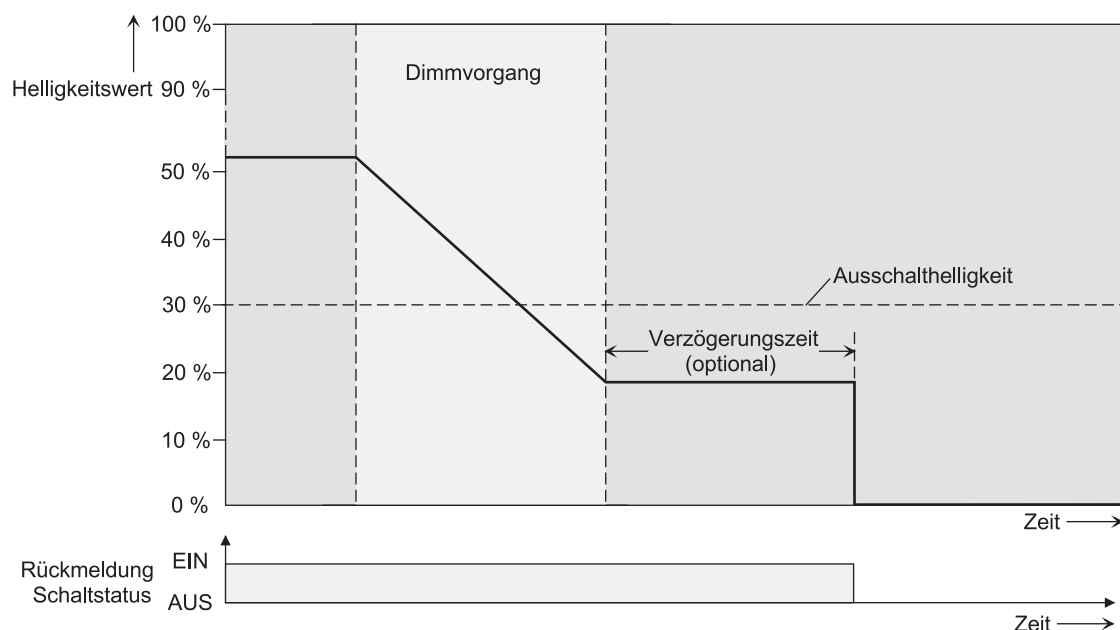 100 %
Helligkeitswert 90 %
Dimmvorgang
50 %
40 %
30 %
Ausschalthelligkeit
Verzögerungszeit
(optional)
20 %
10 %
0 %
Zeit
Rückmeldung
Schaltstatus
EIN
AUS
Zeit